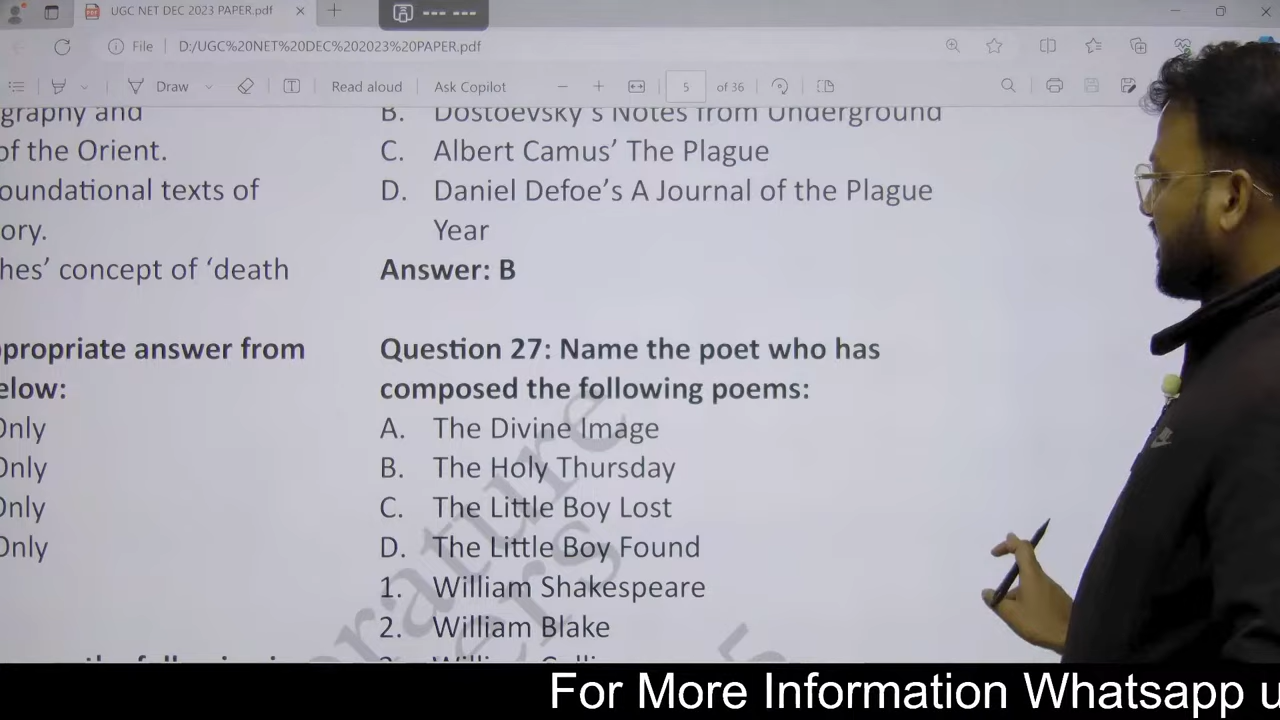 UGC NET DEC 2023 PAPER.pdf
File D:/UGC%20NET%20DEC%202023%20PAPER.pdf
Draw Read aloud Ask Copilot 5 of 36
graphy and
of the Orient.
oundational texts of
ory.
hes’ concept of ‘death
ppropriate answer from
elow:
Only
Only
Only
Only
B. Dostoevsky’s Notes from Underground
C. Albert Camus’ The Plague
D. Daniel Defoe’s A Journal of the Plague
Year
Answer: B
Question 27: Name the poet who has
composed the following poems:
A. The Divine Image
B. The Holy Thursday
C. The Little Boy Lost
D. The Little Boy Found
1. William Shakespeare
2. William Blake
For More Information Whatsapp u